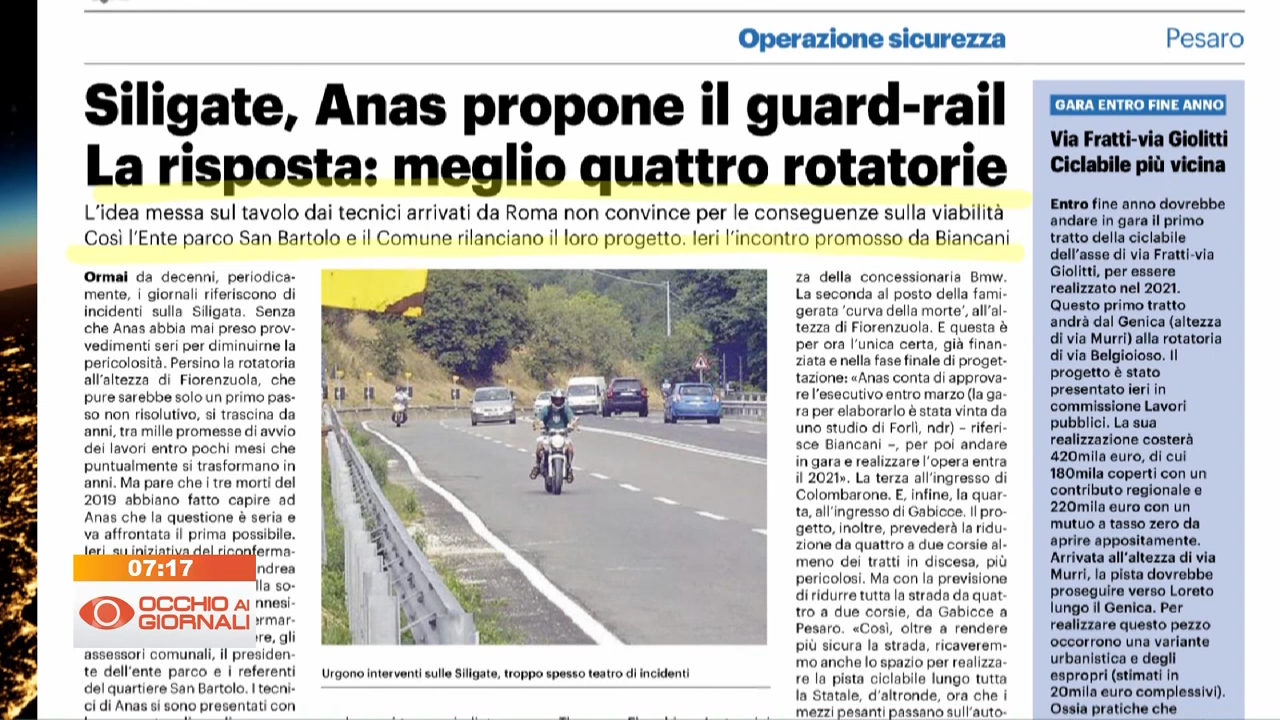 Operazione sicurezza
Pesaro
Siligate, Anas propone il guard-rail
La risposta: meglio quattro rotatorie
L'idea messa sul tavolo dai tecnici arrivati da Roma non convince per le conseguenze sulla viabilità
Così l'Ente parco San Bartolo e il Comune rilanciano il loro progetto. Ieri l'incontro promosso da Biancani
Ormai da decenni, periodica-
mente, i giornali riferiscono di
incidenti sulla Siligata. Senza
che Anas abbia mai preso prov-
vedimenti seri per diminuirne la
pericolosità. Persino la rotatoria
all'altezza di Fiorenzuola, che
pure sarebbe solo un primo pas-
so non risolutivo, si trascina da
anni, tra mille promesse di avvio
dei lavori entro pochi mesi che
puntualmente si trasformano in
anni. Ma pare che i tre morti del
2019 abbiano fatto capire ad
Anas che la questione è seria e
va affrontata il prima possibile.
Ieri, su iniziativa del riconferma-
ndrea
lla so-
nnesi-
ermar-
ere, gli
assessori comunali, il presiden-
te dell'ente parco e i referenti
del quartiere San Bartolo. I tecni-
ci di Anas si sono presentati con
07:17
OCCHIO AI
GIORNALI
Urgono interventi sulle Siligate, troppo spesso teatro di incidenti
za della concessionaria Bmw.
La seconda al posto della fami-
gerata 'curva della morte', all'al-
tezza di Fiorenzuola. E questa è
per ora l'unica certa, già finan-
ziata e nella fase finale di proget-
tazione: «Anas conta di approva-
re l'esecutivo entro marzo (la ga-
ra per elaborarlo è stata vinta da
uno studio di Forlì, ndr) – riferi-
sce Biancani –, per poi andare
in gara e realizzare l'opera entra
il 2021». La terza all'ingresso di
Colombarone. E, infine, la quar-
ta, all'ingresso di Gabicce. Il pro-
getto, inoltre, prevederà la ridu-
zione da quattro a due corsie al-
meno dei tratti in discesa, più
pericolosi. Ma con la previsione
di ridurre tutta la strada da quat-
tro a due corsie, da Gabicce a
Pesaro. «Così, oltre a rendere
più sicura la strada, ricaverem-
mo anche lo spazio per realizza-
re la pista ciclabile lungo tutta
la Statale, d'altronde, ora che i
mezzi pesanti passano sull'auto-
GARA ENTRO FINE ANNO
Via Fratti-via Giolitti
Ciclabile più vicina
Entro fine anno dovrebbe
andare in gara il primo
tratto della ciclabile
dell'asse di via Fratti-via
Giolitti, per essere
realizzato nel 2021.
Questo primo tratto
andrà dal Genica (altezza
di via Murri) alla rotatoria
di via Belgioioso. Il
progetto è stato
presentato ieri in
commissione Lavori
pubblici. La sua
realizzazione costerà
420mila euro, di cui
180mila coperti con un
contributo regionale e
220mila euro con un
mutuo a tasso zero da
aprire appositamente.
Arrivata all'altezza di via
Murri, la pista dovrebbe
proseguire verso Loreto
lungo il Genica. Per
realizzare questo pezzo
occorrono una variante
urbanistica e degli
espropri (stimati in
20mila euro complessivi).
Ossia pratiche che